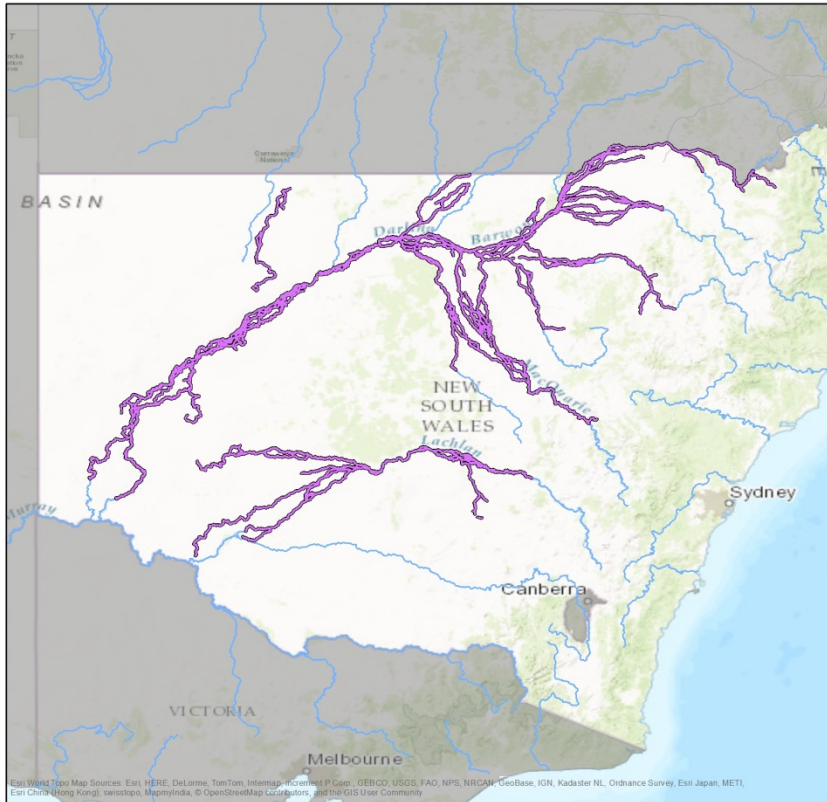 BASIN
Darling
Barwon
NEW
SOUTH
WALES
MacQuarie
Lachlan
Sydney
Murray
Canberra
VICTORIA
Melbourne
Esri World Topo Map Sources: Esri, HERE, DeLorme, TomTom, Intermap, increment P Corp., GEBCO, USGS, FAO, NPS, NRCAN, GeoBase, IGN, Kadaster NL, Ordnance Survey, Esri Japan, METI,
Esri China (Hong Kong), swisstopo, MapmyIndia, © OpenStreetMap contributors, and the GIS User Community